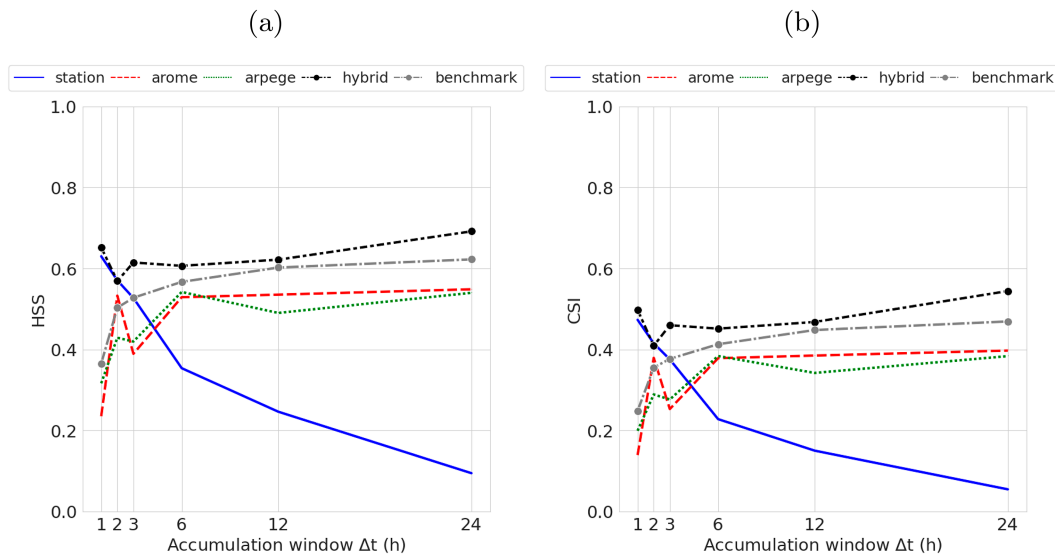 (a)
station arome arpege hybrid benchmark
1.0
0.8
0.6
0.4
0.2
0.0
HSS
1 2 3 6 12 24
Accumulation window Δt (h)
(b)
station arome arpege hybrid benchmark
1.0
0.8
0.6
0.4
0.2
0.0
CSI
1 2 3 6 12 24
Accumulation window Δt (h)